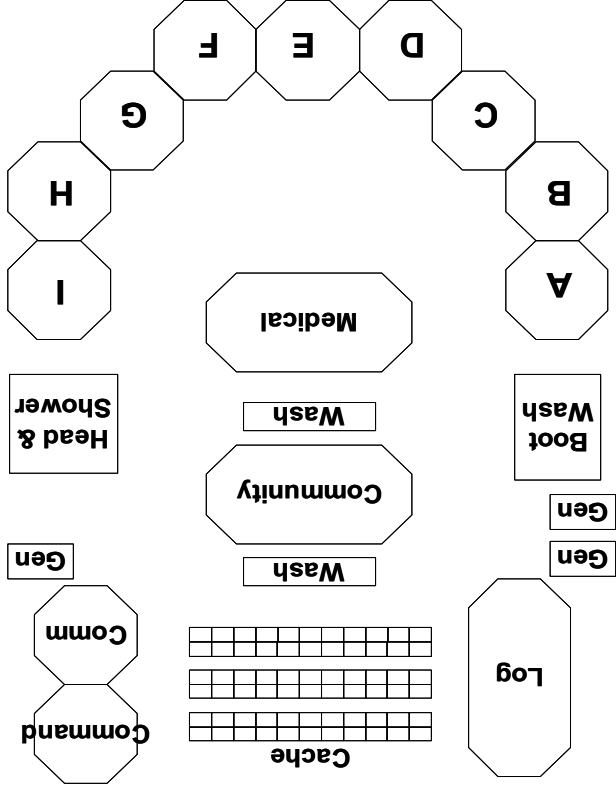 Cache
Command
Log
Comm
Wash
Gen
Gen
Gen
Community
Boot
Wash
Head &
Shower
Wash
Medical
A
I
B
H
C
G
D
E
F